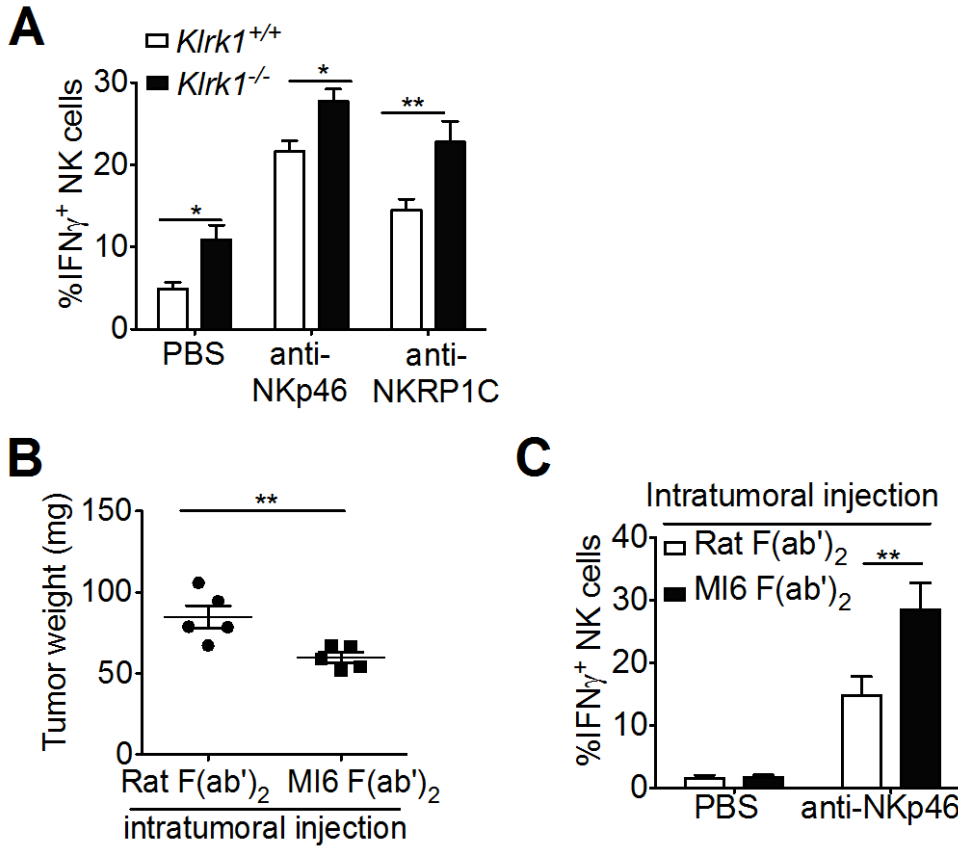 A
Klrk1+/+
Klrk1-/-
%IFNγ+ NK cells
30
20
10
0
*
*
**
PBS
anti-
NKp46
anti-
NKRP1C
B
Tumor weight (mg)
150
100
50
0
**
Rat F(ab')2
MI6 F(ab')2
intratumoral injection
C
Intratumoral injection
Rat F(ab')2
MI6 F(ab')2
%IFNγ+ NK cells
40
30
20
10
0
**
PBS
anti-NKp46